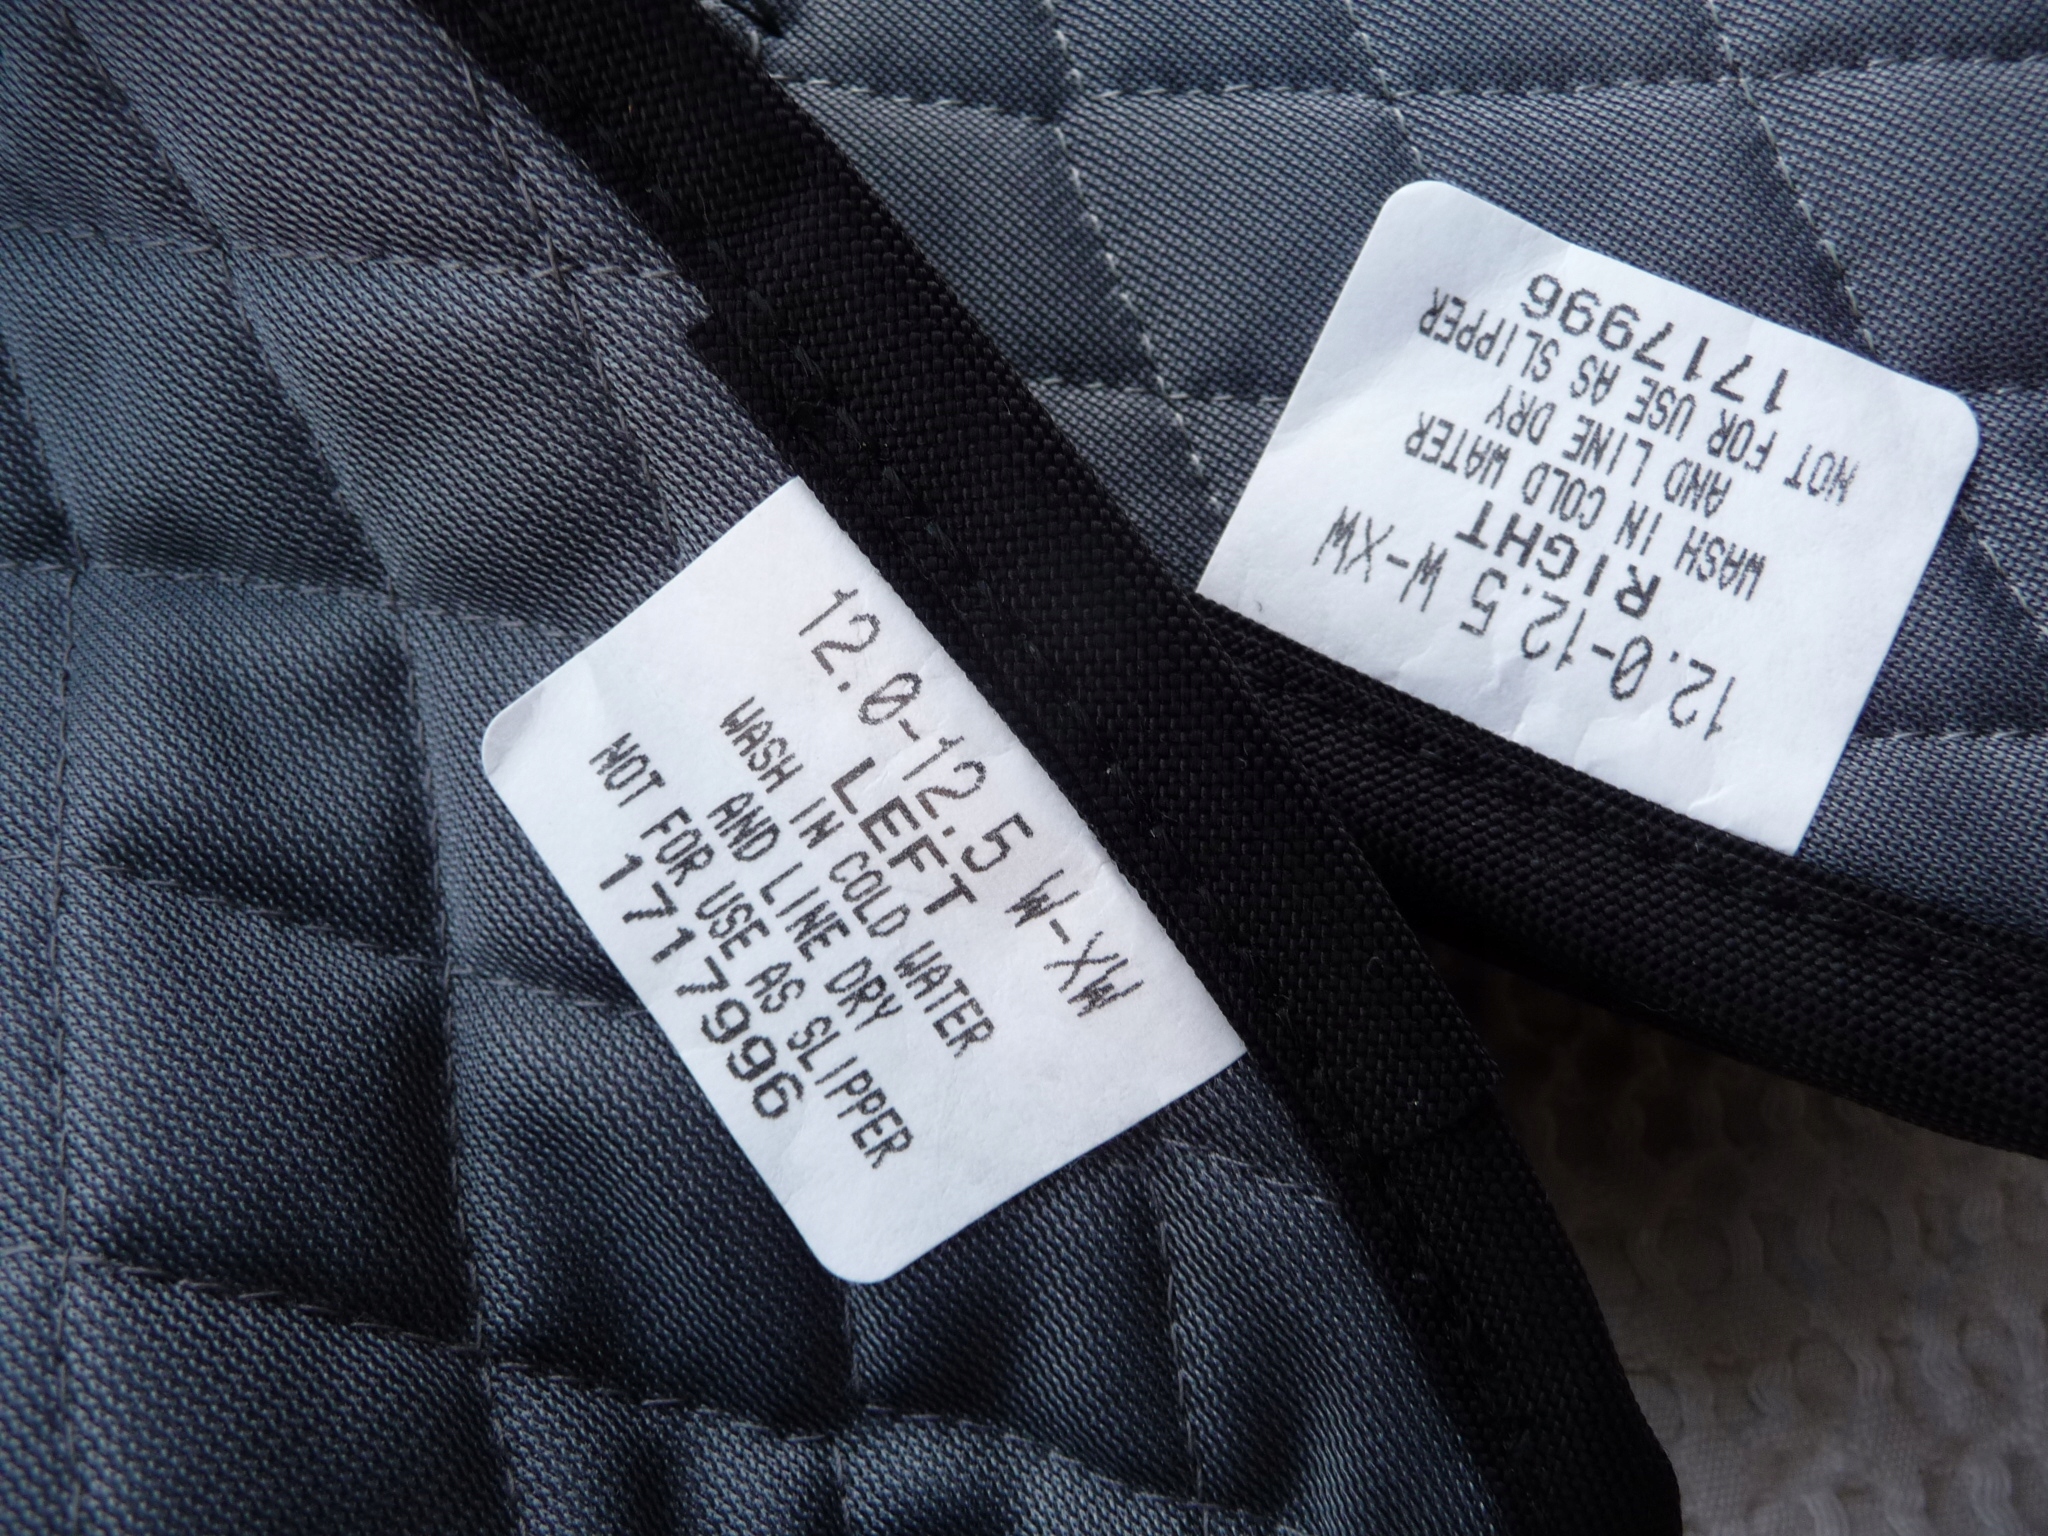 12.0-12.5 W-XW
LEFT
WASH IN COLD WATER
AND LINE DRY
NOT FOR USE AS SLIPPER
1717996
12.0-12.5 W-XW
RIGHT
WASH IN COLD WATER
AND LINE DRY
NOT FOR USE AS SLIPPER
1717996